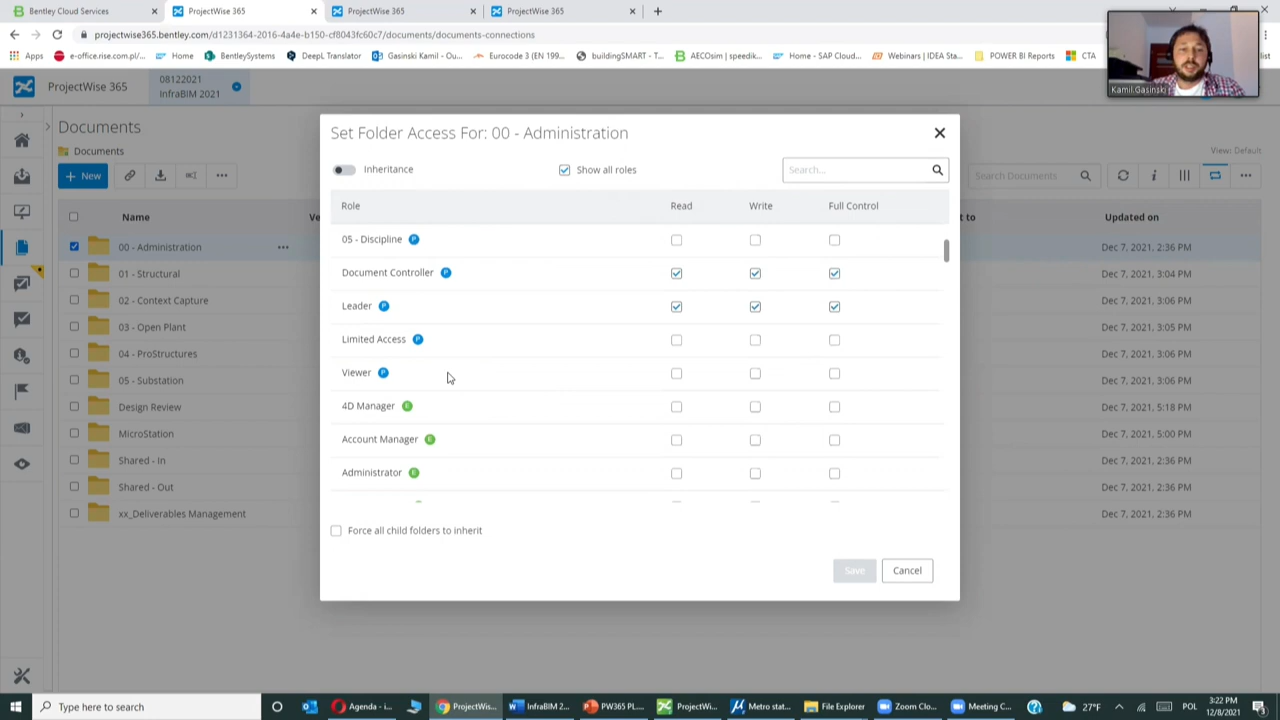 Bentley Cloud Services
ProjectWise 365
ProjectWise 365
ProjectWise 365
projectwise365.bentley.com/d1231364-2016-4a4e-b150-cf8043fc60c7/documents/documents-connections
Apps
e-office.rise.com.pl/...
Home
BentleySystems
DeepL Translator
Gasinski Kamil - Ou...
Eurocode 3 (EN 199...
buildingSMART - T...
AECOsim | speedik...
Home - SAP Cloud...
Webinars | IDEA Sta...
POWER BI Reports
CTA
list
Kamil.Gasinski
ProjectWise 365
08122021
InfraBIM 2021
Documents
Documents
View: Default
+ New
Search Documents
Name
Ve
t to
Updated on
00 - Administration
Dec 7, 2021, 2:36 PM
01 - Structural
Dec 7, 2021, 3:04 PM
02 - Context Capture
Dec 7, 2021, 3:06 PM
03 - Open Plant
Dec 7, 2021, 3:05 PM
04 - ProStructures
Dec 7, 2021, 3:06 PM
05 - Substation
Dec 7, 2021, 3:06 PM
Design Review
Dec 7, 2021, 5:18 PM
MicroStation
Dec 7, 2021, 5:00 PM
Shared - In
Dec 7, 2021, 2:36 PM
Shared - Out
Dec 7, 2021, 2:36 PM
xx_Deliverables Management
Dec 7, 2021, 2:36 PM
Set Folder Access For: 00 - Administration
Inheritance
Show all roles
Search...
Role
Read
Write
Full Control
05 - Discipline P
Document Controller P
Leader P
Limited Access P
Viewer P
4D Manager E
Account Manager E
Administrator E
Force all child folders to inherit
Save
Cancel
Type here to search
Agenda - i...
ProjectWis...
InfraBIM 2...
PW365 PL...
ProjectWi...
Metro stat...
File Explorer
Zoom Clo...
Meeting C...
27°F
POL
3:22 PM
12/8/2021
3